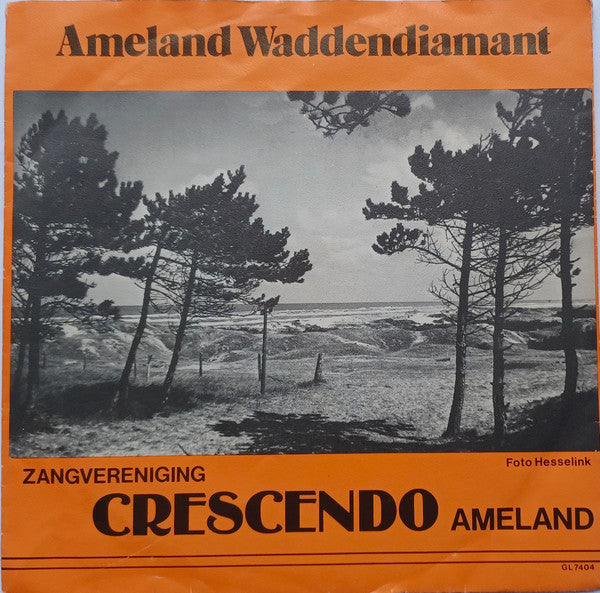 Ameland Waddendiamant
Foto Hesselink
ZANGVERENIGING
CRESCENDO AMELAND
GL7404